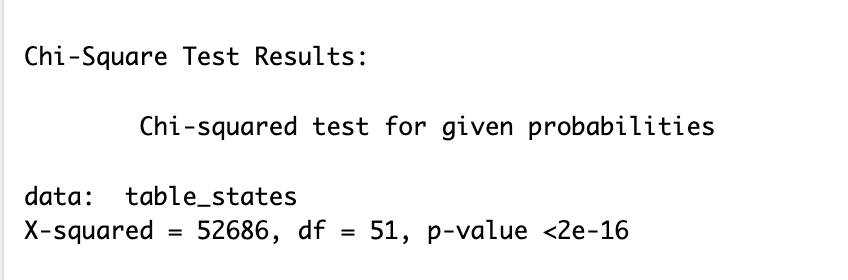 Chi-Square Test Results:
Chi-squared test for given probabilities
data:  table_states
X-squared = 52686, df = 51, p-value <2e-16